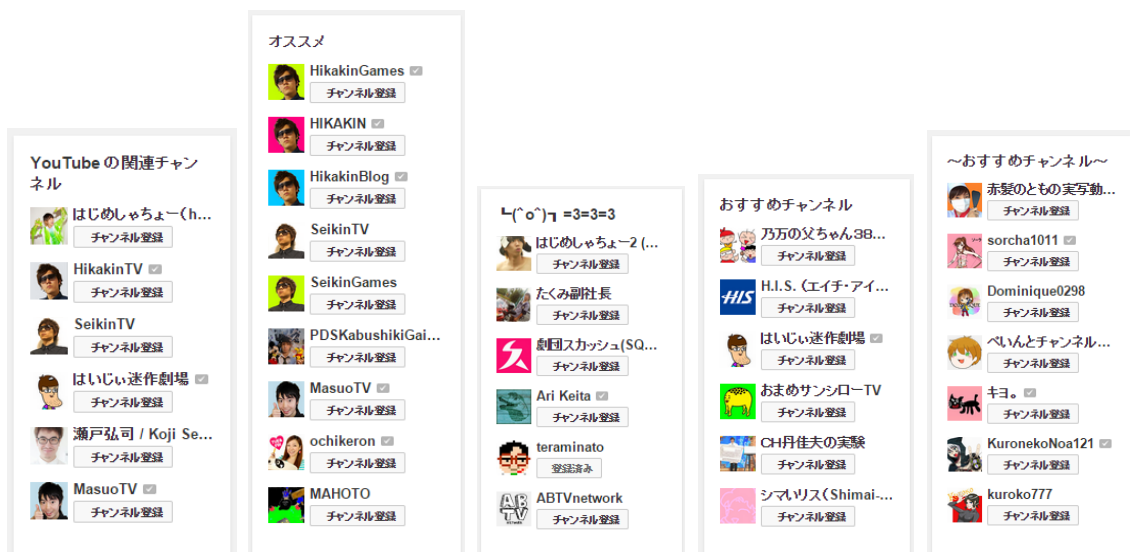 YouTube の関連チャン
ネル
はじめしゃちょー(h...
チャンネル登録
HikakinTV
チャンネル登録
SeikinTV
チャンネル登録
はいじぃ迷作劇場
チャンネル登録
瀬戸弘司 / Koji Se...
チャンネル登録
MasuoTV
チャンネル登録
オススメ
HikakinGames
チャンネル登録
HIKAKIN
チャンネル登録
HikakinBlog
チャンネル登録
SeikinTV
チャンネル登録
SeikinGames
チャンネル登録
PDSKabushikiGai...
チャンネル登録
MasuoTV
チャンネル登録
ochikeron
チャンネル登録
MAHOTO
チャンネル登録
┗(^o^)┓=3=3=3
はじめしゃちょー2 (...
チャンネル登録
たくみ副社長
チャンネル登録
劇団スカッシュ(SQ...
チャンネル登録
Ari Keita
チャンネル登録
teraminato
登録済み
ABTV
NETWORK
ABTVnetwork
チャンネル登録
おすすめチャンネル
乃万の父ちゃん38...
チャンネル登録
HIS
H.I.S. (エイチ・アイ...
チャンネル登録
はいじぃ迷作劇場
チャンネル登録
おまめサンシローTV
チャンネル登録
CH丹佳夫の実験
チャンネル登録
シマいリス(Shimai-...
チャンネル登録
～おすすめチャンネル～
赤髪のともの実写動...
チャンネル登録
sorcha1011
チャンネル登録
Dominique0298
チャンネル登録
ぺいんとチャンネル...
チャンネル登録
キヨ。
チャンネル登録
KuronekoNoa121
チャンネル登録
kuroko777
チャンネル登録